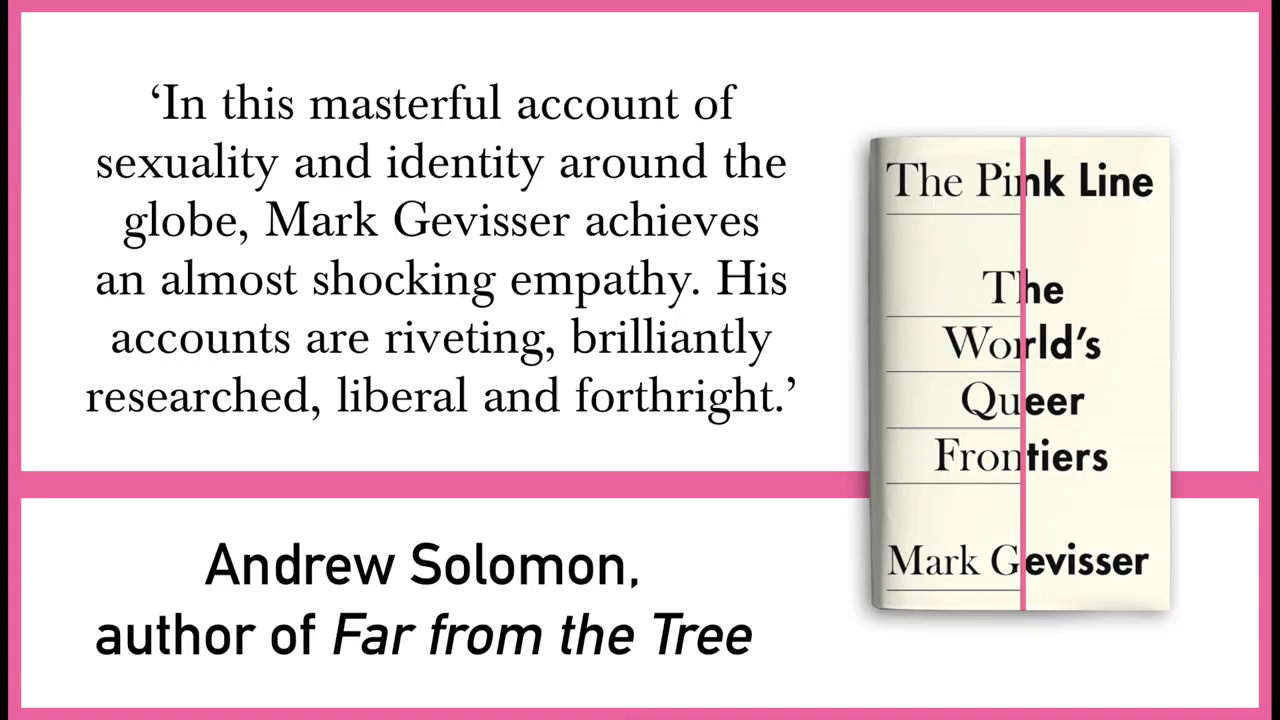 ‘In this masterful account of
sexuality and identity around the
globe, Mark Gevisser achieves
an almost shocking empathy. His
accounts are riveting, brilliantly
researched, liberal and forthright.’
Andrew Solomon,
author of Far from the Tree
The Pink Line
The
World’s
Queer
Frontiers
Mark Gevisser